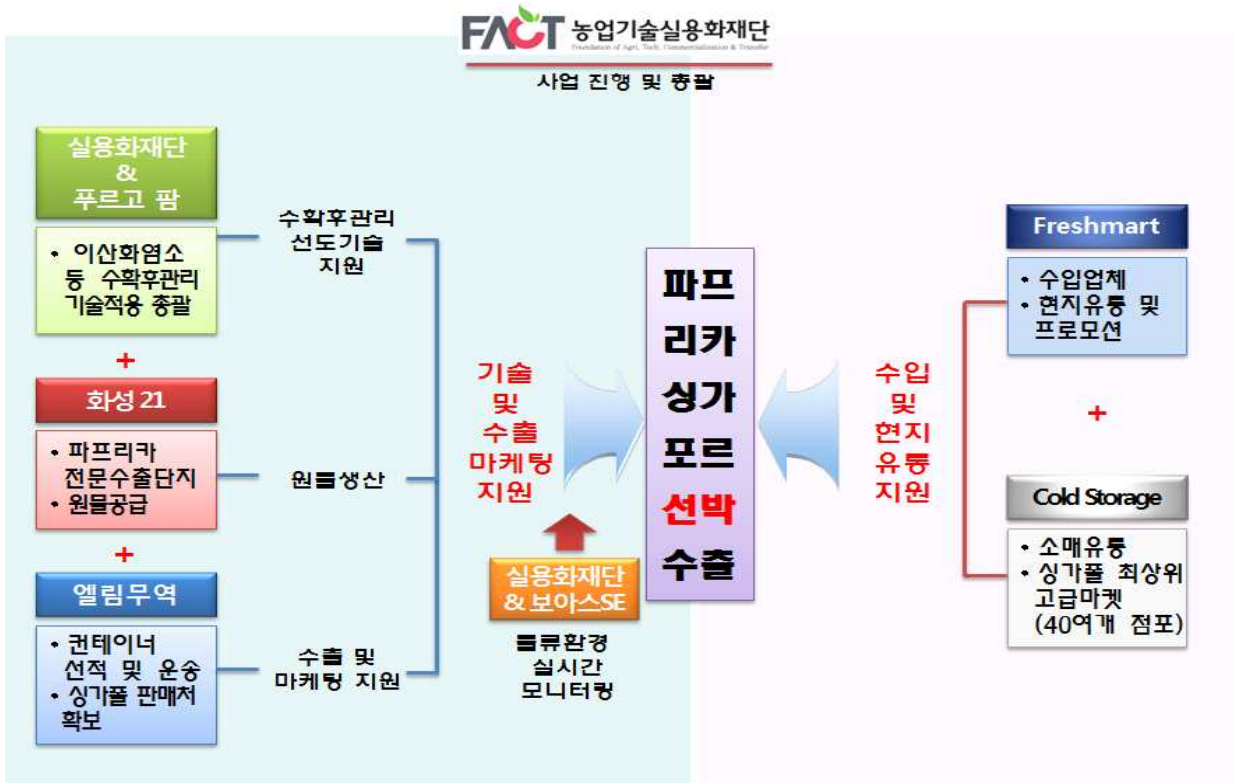 FACT 농업기술실용화재단
Foundation of Agri. Tech. Commercialization & Transfer
사업 진행 및 총괄
실용화재단
&
푸르고 팜
• 이산화염소
등 수확후관리
기술적용 총괄
수확후관리
선도기술
지원
+
화성 21
• 파프리카
전문수출단지
• 원물공급
원물생산
+
엘림무역
• 컨테이너
선적 및 운송
• 싱가폴 판매처
확보
수출 및
마케팅 지원
기술
및
수출
마케팅
지원
실용화재단
& 보아스SE
물류환경
실시간
모니터링
파프
리카
싱가
포르
선박
수출
수입
및
현지
유통
지원
Freshmart
• 수입업체
• 현지유통 및
프로모션
+
Cold Storage
• 소매유통
• 싱가폴 최상위
고급마켓
(40여개 점포)